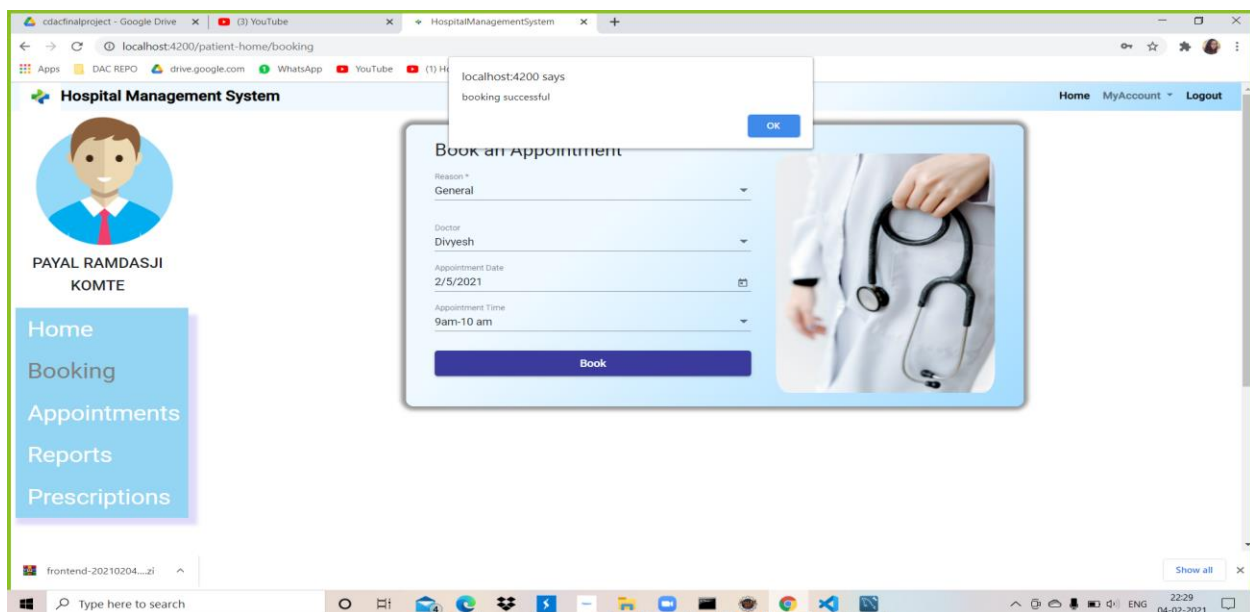 cdacfinalproject - Google Drive
(3) YouTube
HospitalManagementSystem
localhost:4200/patient-home/booking
Apps
DAC REPO
drive.google.com
WhatsApp
YouTube
localhost:4200 says
booking successful
OK
Hospital Management System
Home MyAccount Logout
PAYAL RAMDASJI
KOMTE
Home
Booking
Appointments
Reports
Prescriptions
Book an Appointment
Reason *
General
Doctor
Divyesh
Appointment Date
2/5/2021
Appointment Time
9am-10 am
Book
frontend-20210204....zi
Show all
Type here to search
ENG
22:29
04-02-2021